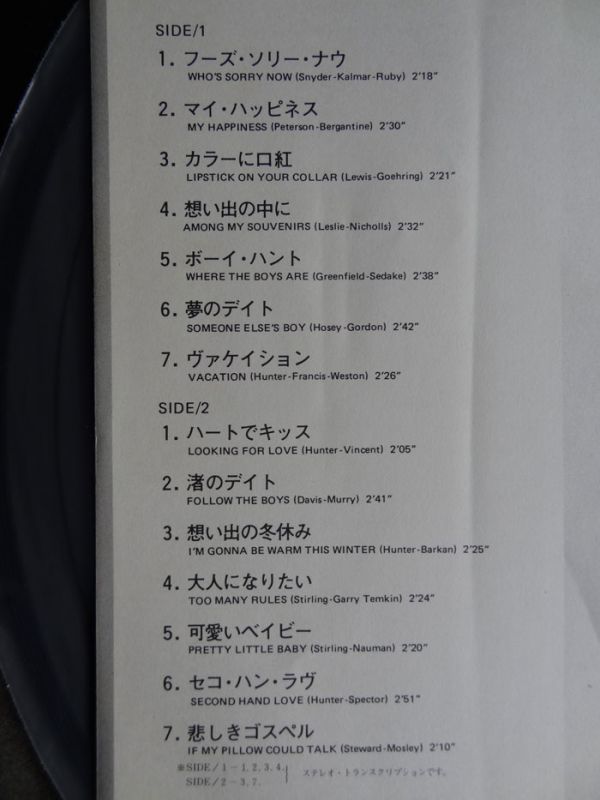 SIDE/1
1. フーズ・ソリー・ナウ
WHO'S SORRY NOW (Snyder-Kalmar-Ruby) 2'18"
2. マイ・ハッピネス
MY HAPPINESS (Peterson-Bergantine) 2'30"
3. カラーに口紅
LIPSTICK ON YOUR COLLAR (Lewis-Goehring) 2'21"
4. 想い出の中に
AMONG MY SOUVENIRS (Leslie-Nicholls) 2'32"
5. ボーイ・ハント
WHERE THE BOYS ARE (Greenfield-Sedake) 2'38"
6. 夢のデイト
SOMEONE ELSE'S BOY (Hosey-Gordon) 2'42"
7. ヴァケイション
VACATION (Hunter-Francis-Weston) 2'26"
SIDE/2
1. ハートでキッス
LOOKING FOR LOVE (Hunter-Vincent) 2'05"
2. 渚のデイト
FOLLOW THE BOYS (Davis-Murry) 2'41"
3. 想い出の冬休み
I'M GONNA BE WARM THIS WINTER (Hunter-Barkan) 2'25"
4. 大人になりたい
TOO MANY RULES (Stirling-Garry Temkin) 2'24"
5. 可愛いベイビー
PRETTY LITTLE BABY (Stirling-Nauman) 2'20"
6. セコ・ハン・ラヴ
SECOND HAND LOVE (Hunter-Spector) 2'51"
7. 悲しきゴスペル
IF MY PILLOW COULD TALK (Steward-Mosley) 2'10"
※SIDE/1－1.2.3.4.
SIDE/2－3.7.
ステレオ・トランスクリプションです。